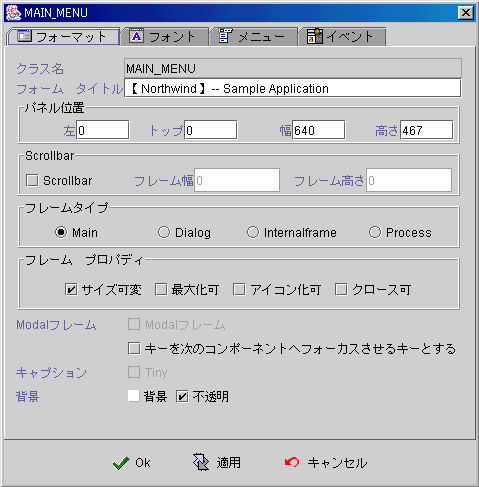 MAIN_MENU
フォーマット フォント メニュー イベント
クラス名 MAIN_MENU
フォーム タイトル 【 Northwind 】-- Sample Application
パネル位置
左 0 トップ 0 幅 640 高さ 467
Scrollbar
Scrollbar フレーム幅 0 フレーム高さ 0
フレームタイプ
Main Dialog Internalframe Process
フレーム プロパディ
サイズ可変 最大化可 アイコン化可 クロース可
Modalフレーム Modalフレーム
キーを次のコンポーネントへフォーカスさせるキーとする
キャプション Tiny
背景 背景 不透明
Ok 適用 キャンセル